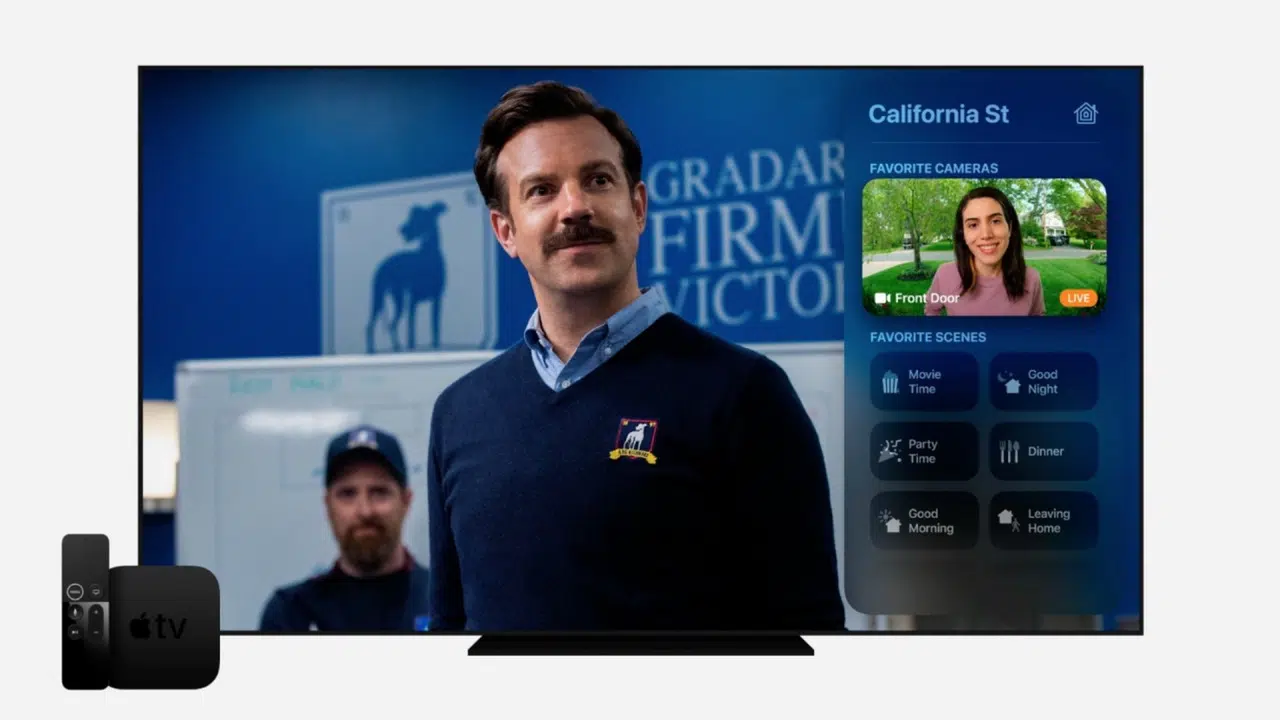 GRADAR
FIRM
VICTO
California St
FAVORITE CAMERAS
Front Door
LIVE
FAVORITE SCENES
Movie
Time
Good
Night
Party
Time
Dinner
Good
Morning
Leaving
Home
tv